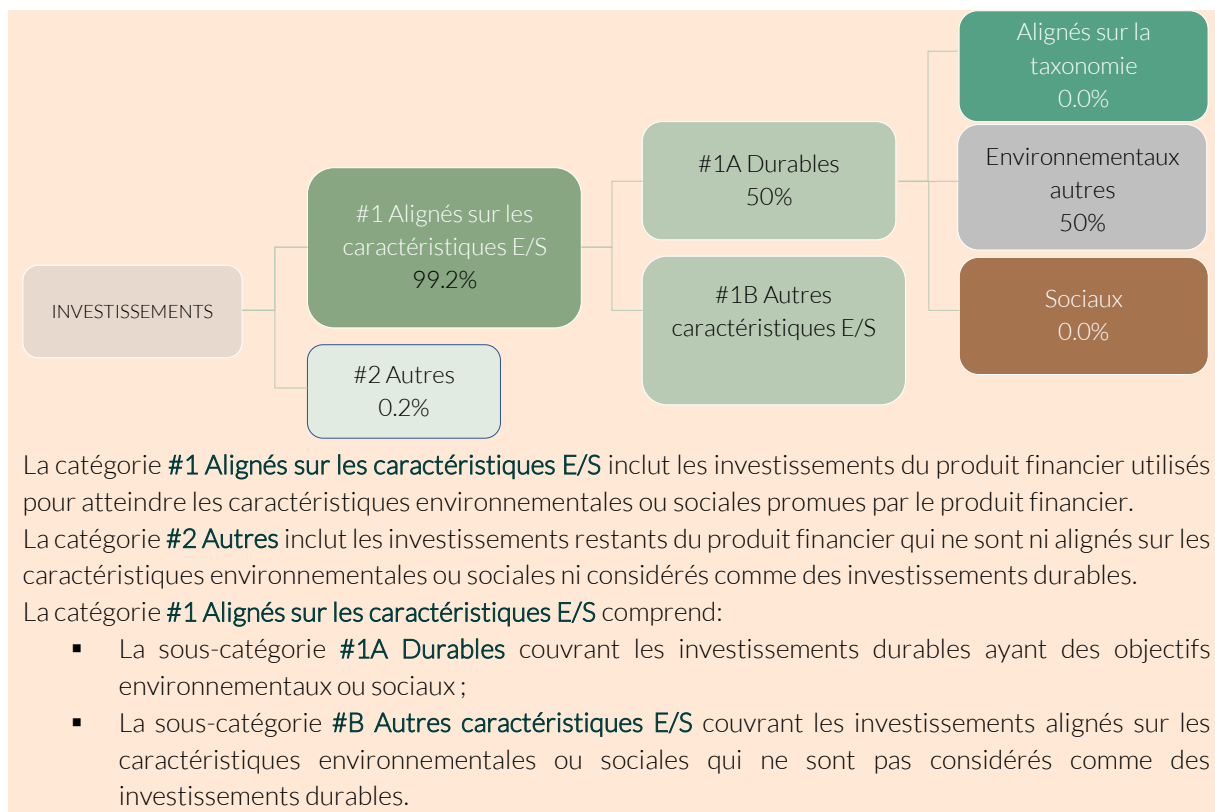 INVESTISSEMENTS
#1 Alignés sur les
caractéristiques E/S
99.2%
#2 Autres
0.2%
#1A Durables
50%
#1B Autres
caractéristiques E/S
Alignés sur la
taxonomie
0.0%
Environnementaux
autres
50%
Sociaux
0.0%
La catégorie #1 Alignés sur les caractéristiques E/S inclut les investissements du produit financier utilisés
pour atteindre les caractéristiques environnementales ou sociales promues par le produit financier.
La catégorie #2 Autres inclut les investissements restants du produit financier qui ne sont ni alignés sur les
caractéristiques environnementales ou sociales ni considérés comme des investissements durables.
La catégorie #1 Alignés sur les caractéristiques E/S comprend:
▪ La sous-catégorie #1A Durables couvrant les investissements durables ayant des objectifs
environnementaux ou sociaux ;
▪ La sous-catégorie #B Autres caractéristiques E/S couvrant les investissements alignés sur les
caractéristiques environnementales ou sociales qui ne sont pas considérés comme des
investissements durables.